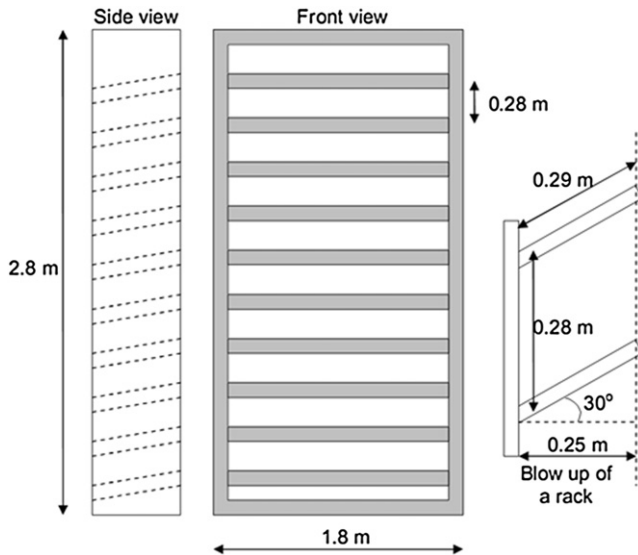 Side view
Front view
0.28 m
0.29 m
2.8 m
0.28 m
30º
0.25 m
Blow up of
a rack
1.8 m